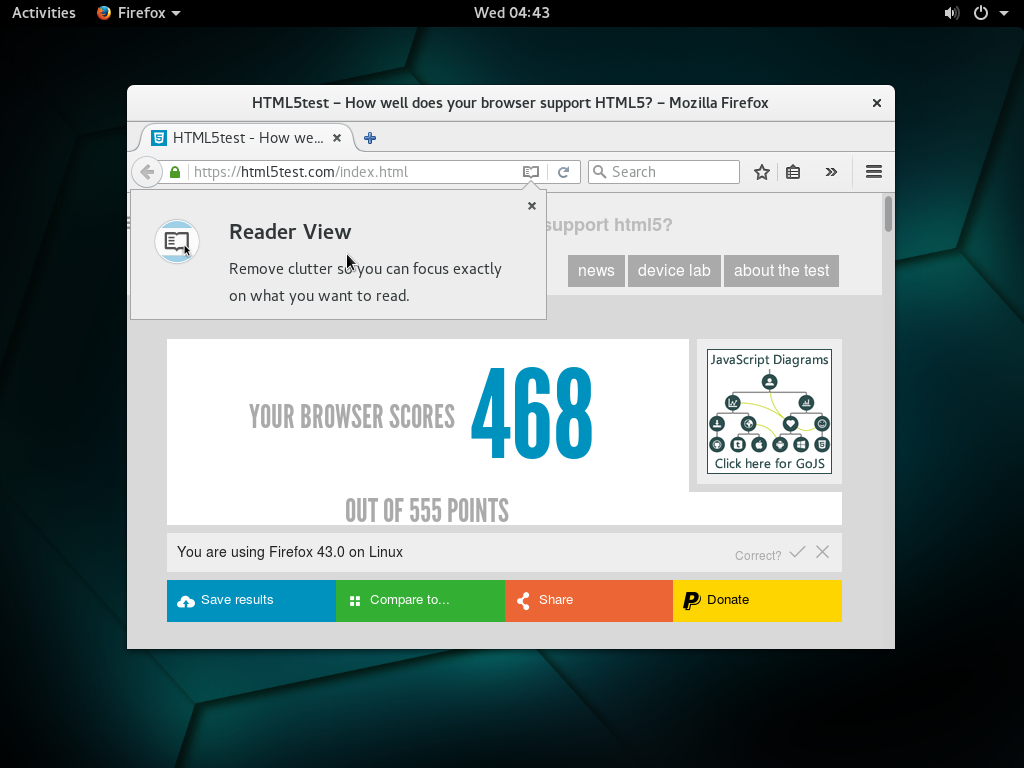 Activities
Firefox
Wed 04:43
HTML5test – How well does your browser support HTML5? – Mozilla Firefox
HTML5test - How we...
https://html5test.com/index.html
Search
Reader View
Remove clutter so you can focus exactly
on what you want to read.
support html5?
news
device lab
about the test
YOUR BROWSER SCORES
468
OUT OF 555 POINTS
JavaScript Diagrams
Click here for GoJS
You are using Firefox 43.0 on Linux
Correct?
Save results
Compare to...
Share
Donate